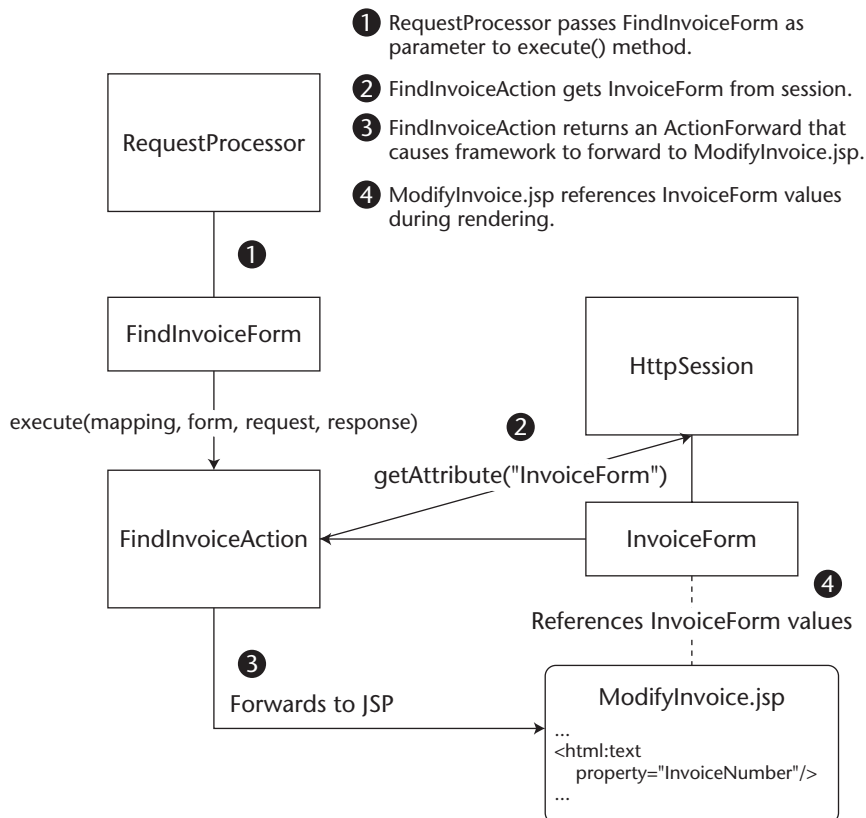 1 RequestProcessor passes FindInvoiceForm as
parameter to execute() method.
2 FindInvoiceAction gets InvoiceForm from session.
3 FindInvoiceAction returns an ActionForward that
causes framework to forward to ModifyInvoice.jsp.
4 ModifyInvoice.jsp references InvoiceForm values
during rendering.
RequestProcessor
1
FindInvoiceForm
HttpSession
execute(mapping, form, request, response)
2
getAttribute("InvoiceForm")
FindInvoiceAction
InvoiceForm
4
References InvoiceForm values
3
Forwards to JSP
ModifyInvoice.jsp
...
<html:text
property="InvoiceNumber"/>
...